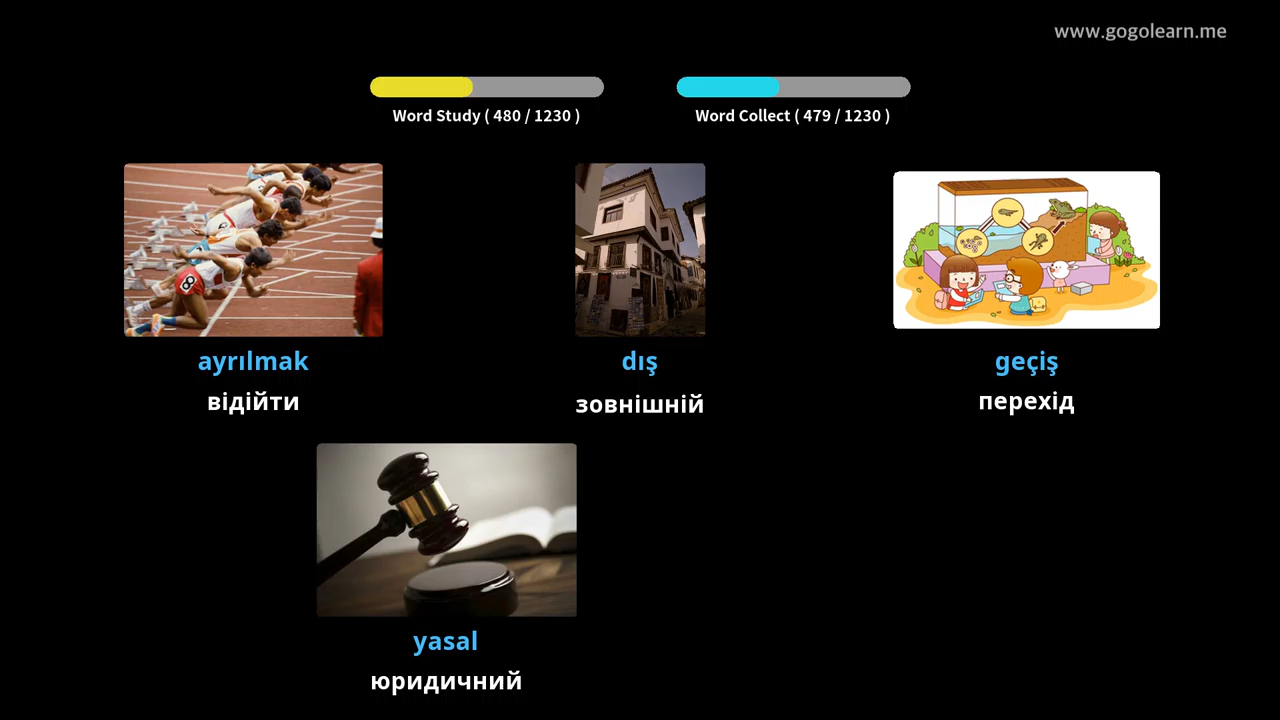 www.gogolearn.me
Word Study ( 480 / 1230 )
Word Collect ( 479 / 1230 )
ayrılmak
відійти
dış
зовнішній
geçiş
перехід
yasal
юридичний